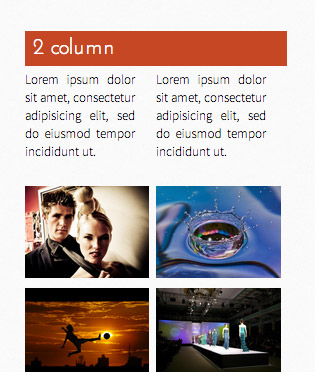 2 column
Lorem ipsum dolor
sit amet, consectetur
adipisicing elit, sed
do eiusmod tempor
incididunt ut.
Lorem ipsum dolor
sit amet, consectetur
adipisicing elit, sed
do eiusmod tempor
incididunt ut.